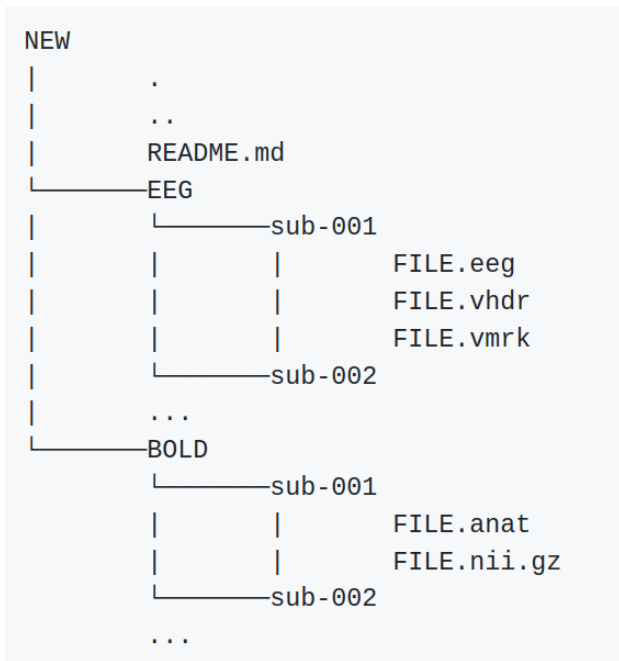 NEW
|       .
|       ..
|       README.md
└───────EEG
|       └───────sub-001
|       |       |       FILE.eeg
|       |       |       FILE.vhdr
|       |       |       FILE.vmrk
|       └───────sub-002
|       ...
└───────BOLD
        └───────sub-001
        |       |       FILE.anat
        |       |       FILE.nii.gz
        └───────sub-002
        ...